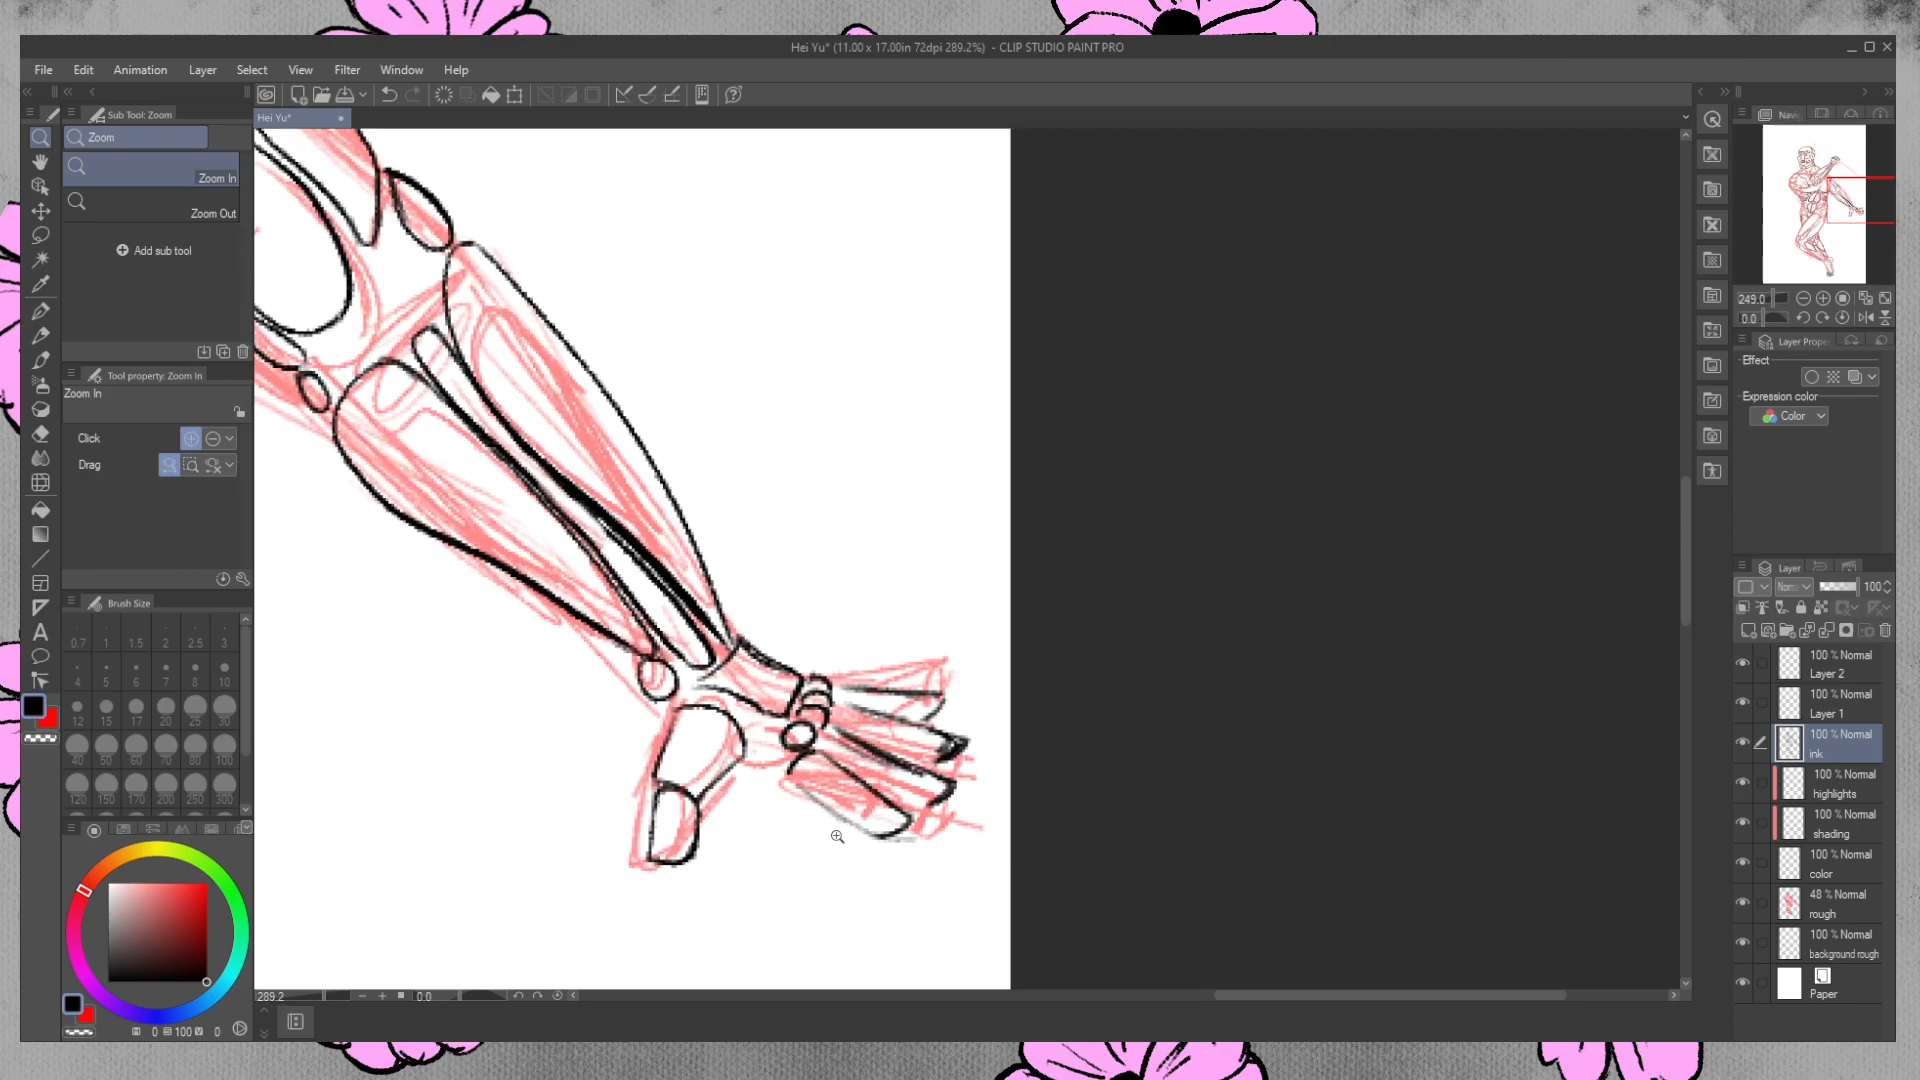 Hei Yu* (11.00 x 17.00in 72dpi 289.2%) - CLIP STUDIO PAINT PRO
File Edit Animation Layer Select View Filter Window Help
Sub Tool: Zoom
Hei Yu*
Zoom
Zoom In
Zoom Out
Add sub tool
Tool property: Zoom In
Zoom In
Click
Drag
Brush Size
0.7 1 1.5 2 2.5 3
4 5 6 7 8 10
12 15 17 20 25 30
40 50 60 70 80 100
120 150 170 200 250 300
0 100 0
289.2 0.0
249.0
0.0
Layer Prope
Effect
Expression color
Color
Layer
100
100 % Normal
Layer 2
100 % Normal
Layer 1
100 % Normal
ink
100 % Normal
highlights
100 % Normal
shading
100 % Normal
color
48 % Normal
rough
100 % Normal
background rough
Paper